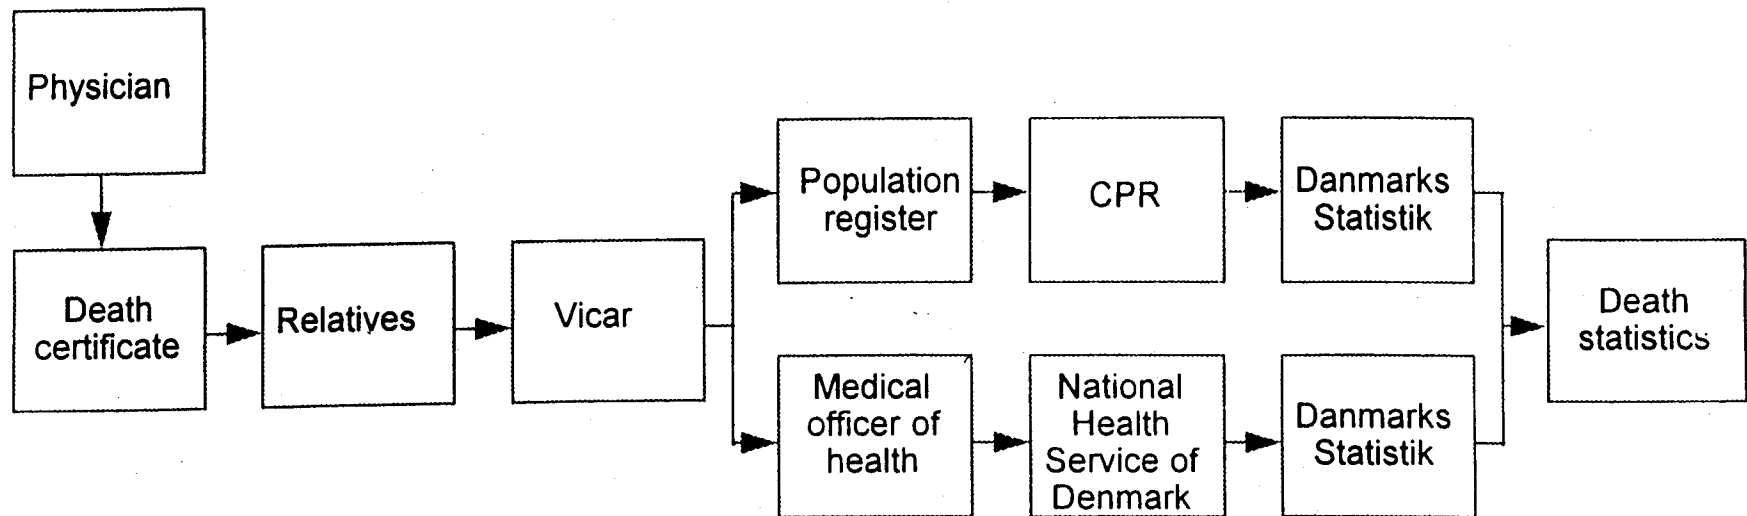 Physician
Death
certificate
Relatives
Vicar
Population
register
CPR
Danmarks
Statistik
Medical
officer of
health
National
Health
Service of
Denmark
Danmarks
Statistik
Death
statistics